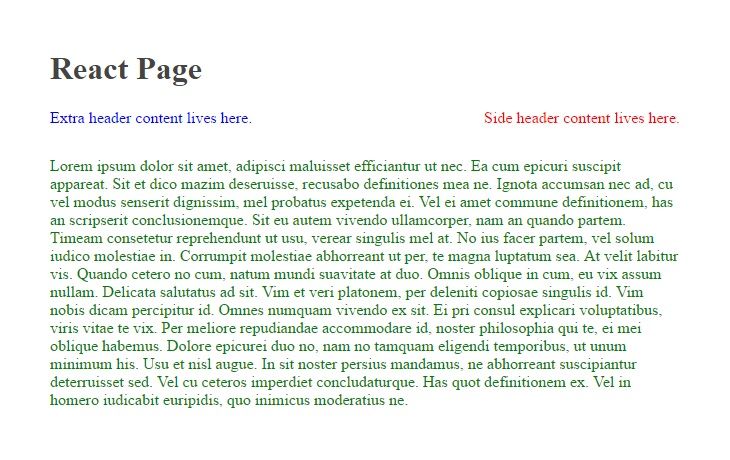 React Page
Extra header content lives here.
Side header content lives here.
Lorem ipsum dolor sit amet, adipisci maluisset efficiantur ut nec. Ea cum epicuri suscipit
appareat. Sit et dico mazim deseruisse, recusabo definitiones mea ne. Ignota accumsan nec ad, cu
vel modus senserit dignissim, mel probatus expetenda ei. Vel ei amet commune definitionem, has
an scripserit conclusionemque. Sit eu autem vivendo ullamcorper, nam an quando partem.
Timeam consetetur reprehendunt ut usu, verear singulis mel at. No ius facer partem, vel solum
iudico molestiae in. Corrumpit molestiae abhorreant ut per, te magna luptatum sea. At velit labitur
vis. Quando cetero no cum, natum mundi suavitate at duo. Omnis oblique in cum, eu vix assum
nullam. Delicata salutatus ad sit. Vim et veri platonem, per deleniti copiosae singulis id. Vim
nobis dicam percipitur id. Omnes numquam vivendo ex sit. Ei pri consul explicari voluptatibus,
viris vitae te vix. Per meliore repudiandae accommodare id, noster philosophia qui te, ei mei
oblique habemus. Dolore epicurei duo no, nam no tamquam eligendi temporibus, ut unum
minimum his. Usu et nisl augue. In sit noster persius mandamus, ne abhorreant suscipiantur
deterruisset sed. Vel cu ceteros imperdiet concludaturque. Has quot definitionem ex. Vel in
homero iudicabit euripidis, quo inimicus moderatius ne.